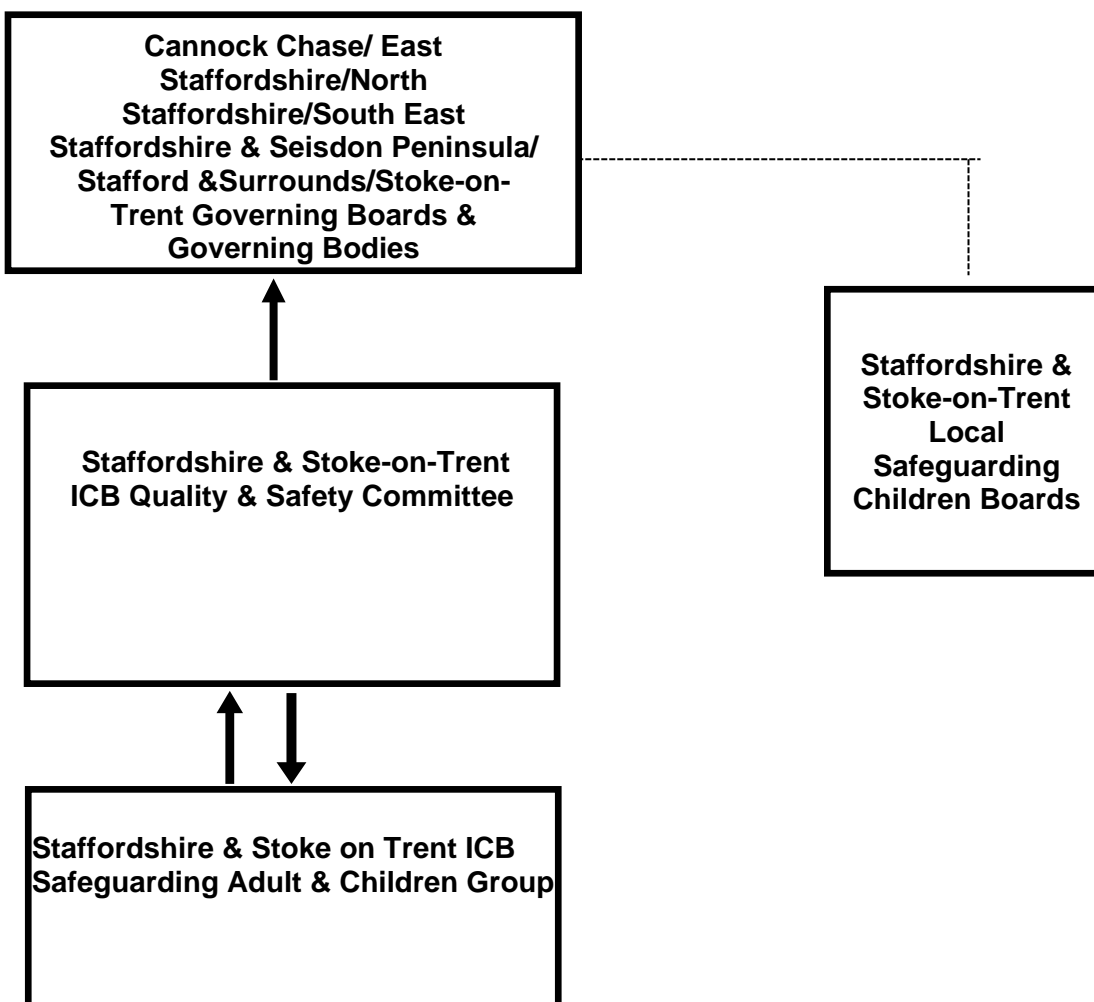 Cannock Chase/ East
Staffordshire/North
Staffordshire/South East
Staffordshire & Seisdon Peninsula/
Stafford &Surrounds/Stoke-on-
Trent Governing Boards &
Governing Bodies
Staffordshire &
Stoke-on-Trent
Local
Safeguarding
Children Boards
Staffordshire & Stoke-on-Trent
ICB Quality & Safety Committee
Staffordshire & Stoke on Trent ICB
Safeguarding Adult & Children Group